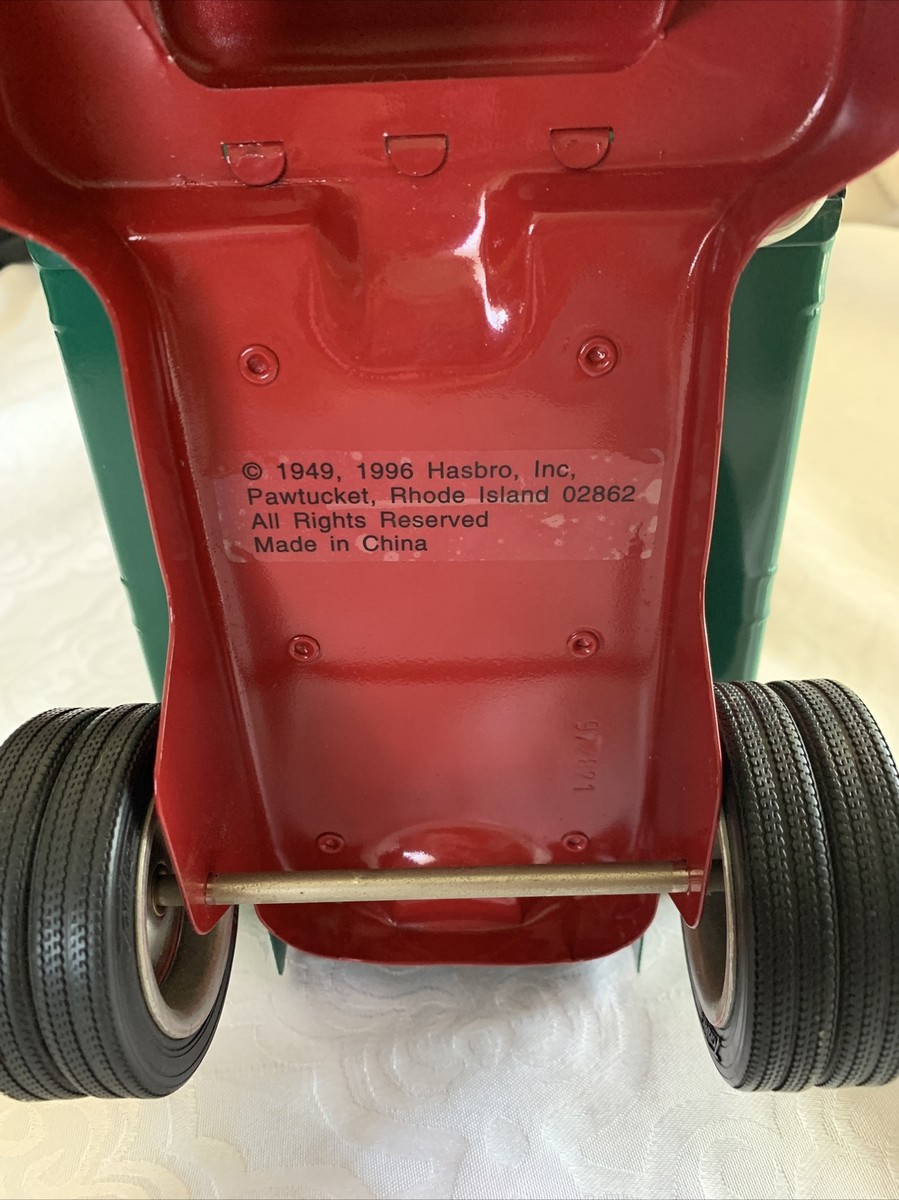 © 1949, 1996 Hasbro, Inc,
Pawtucket, Rhode Island 02862
All Rights Reserved
Made in China